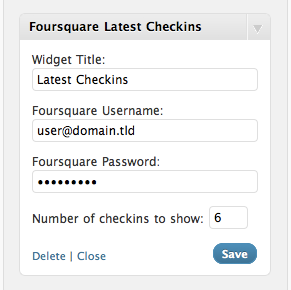 Foursquare Latest Checkins
Widget Title:
Latest Checkins
Foursquare Username:
user@domain.tld
Foursquare Password:
•••••••••
Number of checkins to show: 6
Delete | Close Save